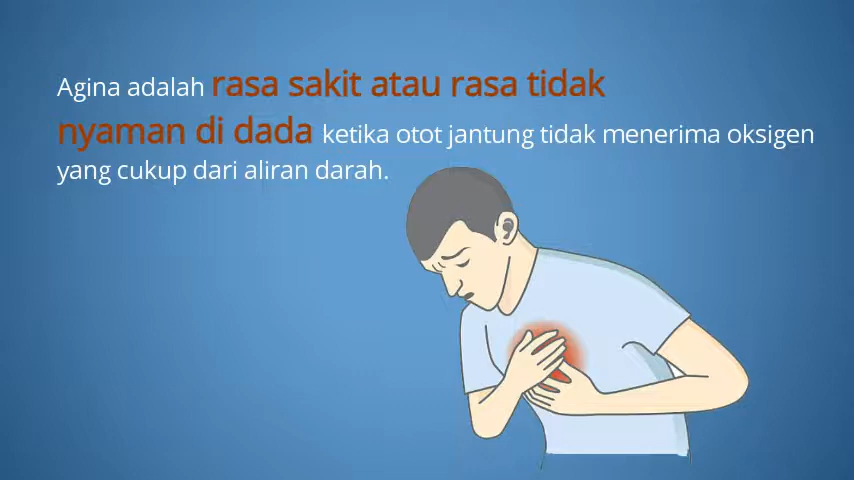 Agina adalah rasa sakit atau rasa tidak
nyaman di dada ketika otot jantung tidak menerima oksigen
yang cukup dari aliran darah.